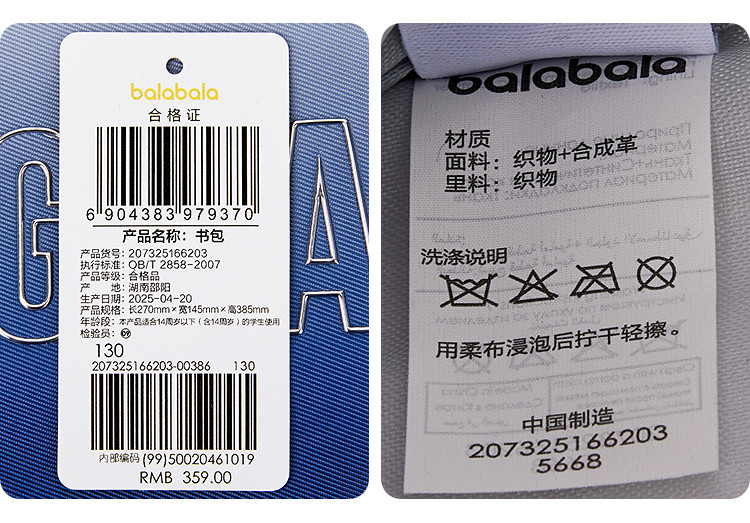 balabala
合格证
6 904383 979370
产品名称：书包
产品货号：207325166203
执行标准：QB/T 2858-2007
产品等级：合格品
产　　地：湖南邵阳
生产日期：2025-04-20
产品规格：长270mm×宽145mm×高385mm
年龄段：本产品适合14周岁以下（含14周岁）的学生使用
检验员：09
130
207325166203-00386 130
内部编码 (99)50020461019
RMB 359.00
G A
balabala
材质
面料：织物+合成革
里料：织物
洗涤说明
用柔布浸泡后拧干轻擦。
中国制造
207325166203
5668